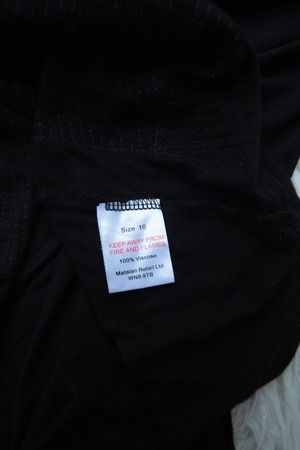 Size 10
KEEP AWAY FROM
FIRE AND FLAMES
100% Viscose
Matalan Retail Ltd
WN8 9TB